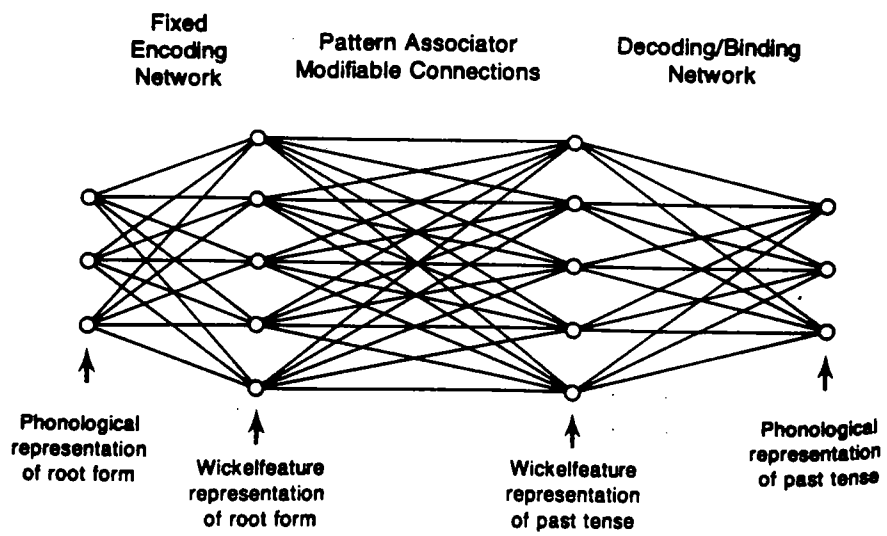 Fixed
Encoding
Network
Pattern Associator
Modifiable Connections
Decoding/Binding
Network
Phonological
representation
of root form
Wickelfeature
representation
of root form
Wickelfeature
representation
of past tense
Phonological
representation
of past tense